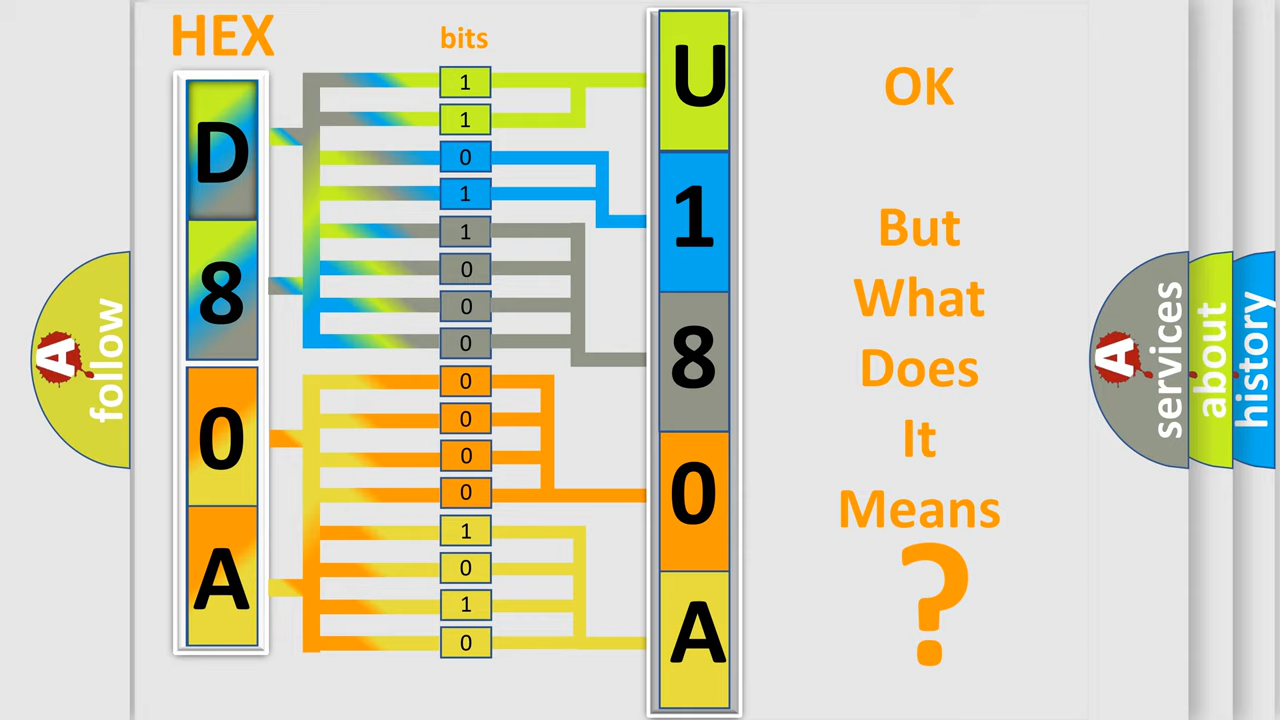 HEX
bits
D
8
0
A
1
1
0
1
1
0
0
0
0
0
0
0
1
0
1
0
U
1
8
0
A
OK
But
What
Does
It
Means
?
A
follow
A
services
about
history